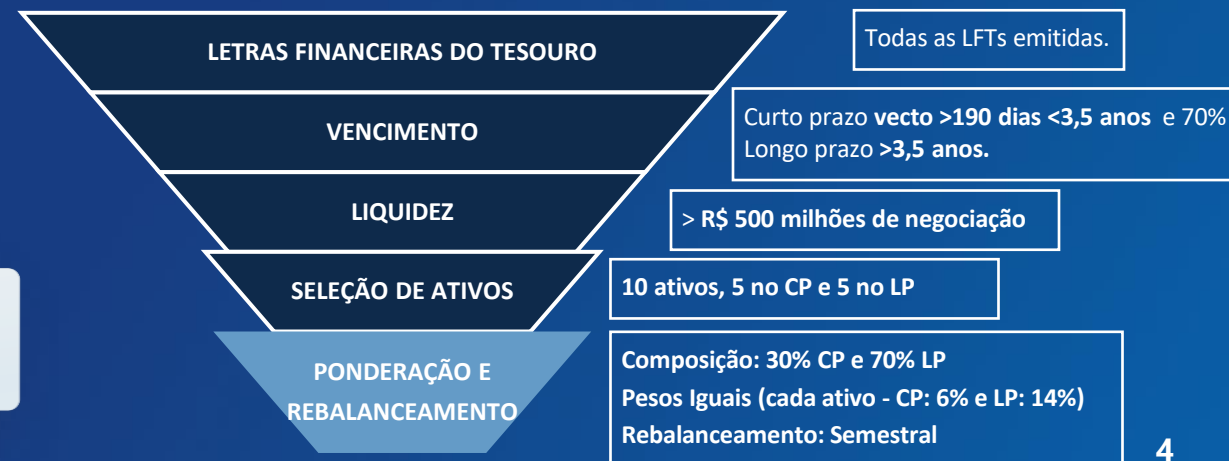 LETRAS FINANCEIRAS DO TESOURO
Todas as LFTs emitidas.
VENCIMENTO
Curto prazo vecto >190 dias <3,5 anos e 70%
Longo prazo >3,5 anos.
LIQUIDEZ
> R$ 500 milhões de negociação
SELEÇÃO DE ATIVOS
10 ativos, 5 no CP e 5 no LP
PONDERAÇÃO E
REBALANCEAMENTO
Composição: 30% CP e 70% LP
Pesos Iguais (cada ativo - CP: 6% e LP: 14%)
Rebalanceamento: Semestral
4